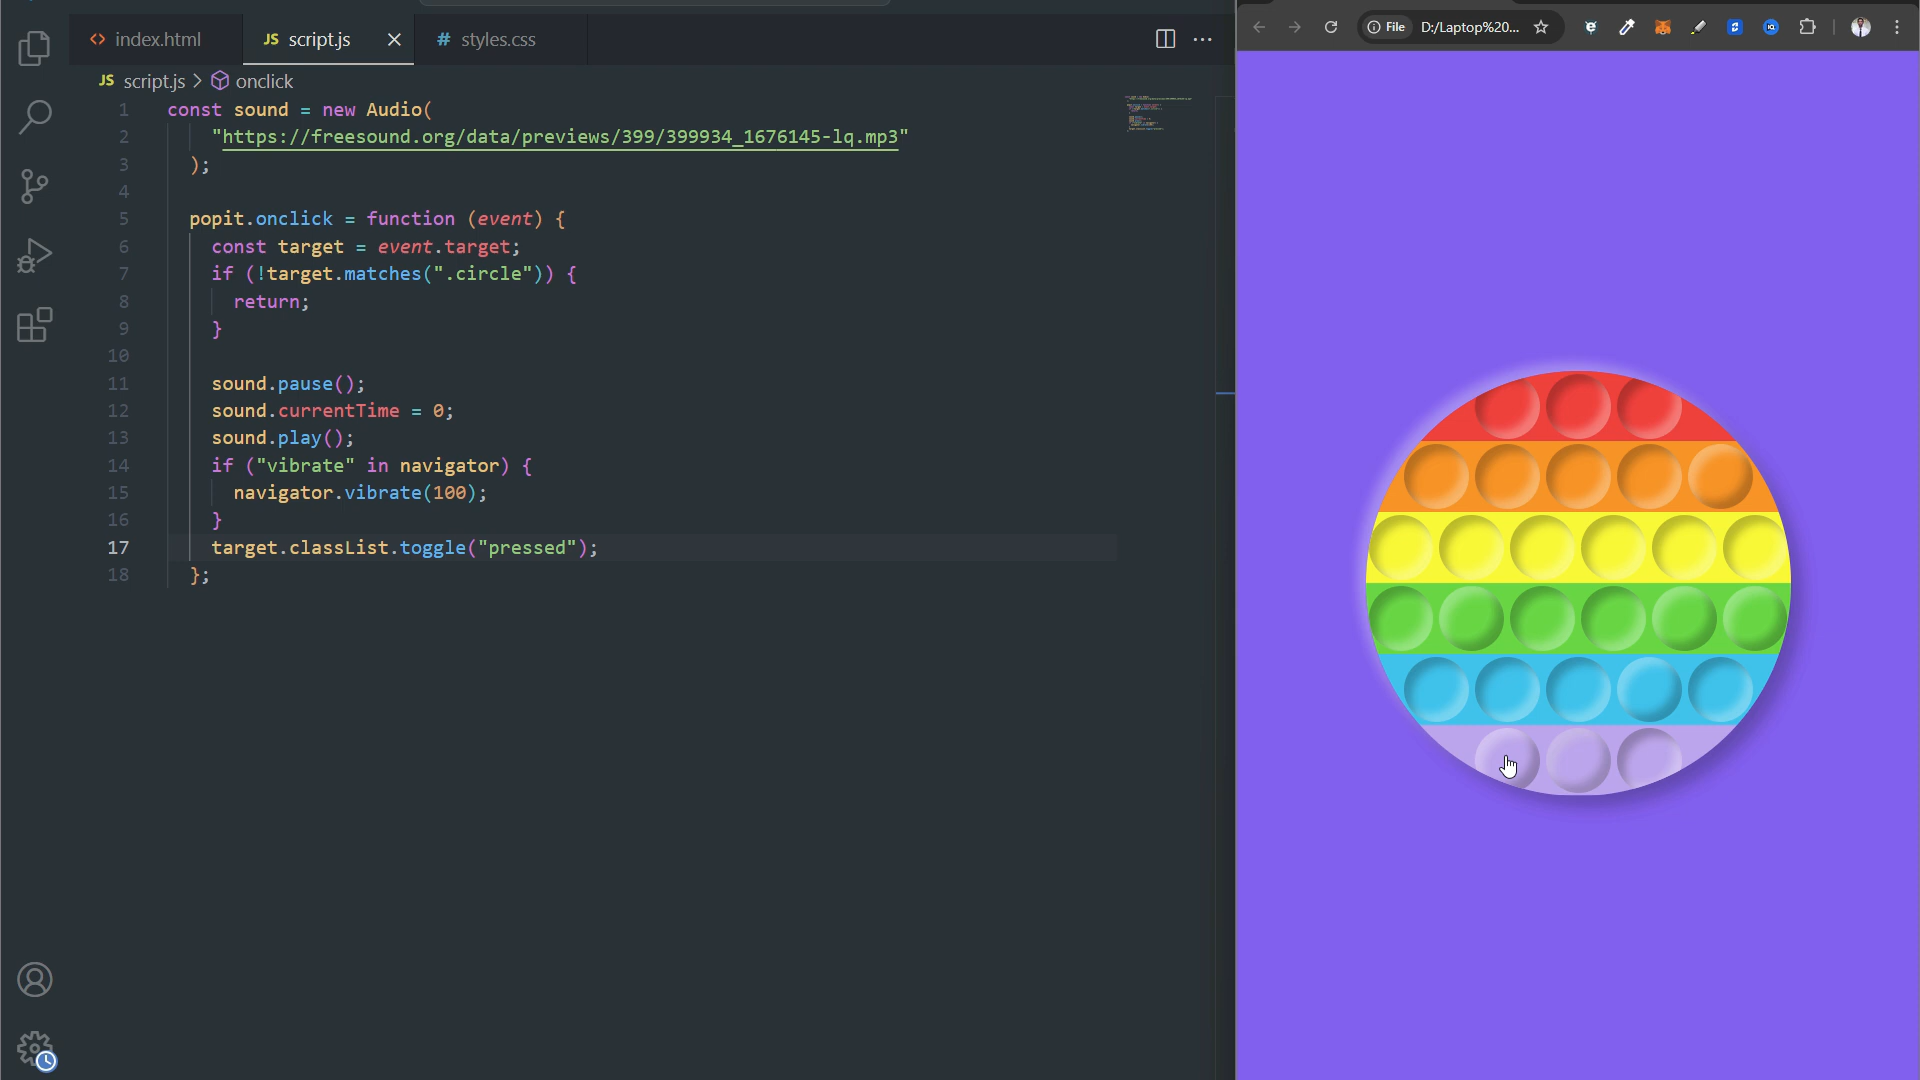 index.html
JS script.js
# styles.css
File D:/Laptop%20...
JS script.js > onclick
1 const sound = new Audio(
2 "https://freesound.org/data/previews/399/399934_1676145-lq.mp3"
3 );
4
5 popit.onclick = function (event) {
6 const target = event.target;
7 if (!target.matches(".circle")) {
8 return;
9 }
10
11 sound.pause();
12 sound.currentTime = 0;
13 sound.play();
14 if ("vibrate" in navigator) {
15 navigator.vibrate(100);
16 }
17 target.classList.toggle("pressed");
18 };